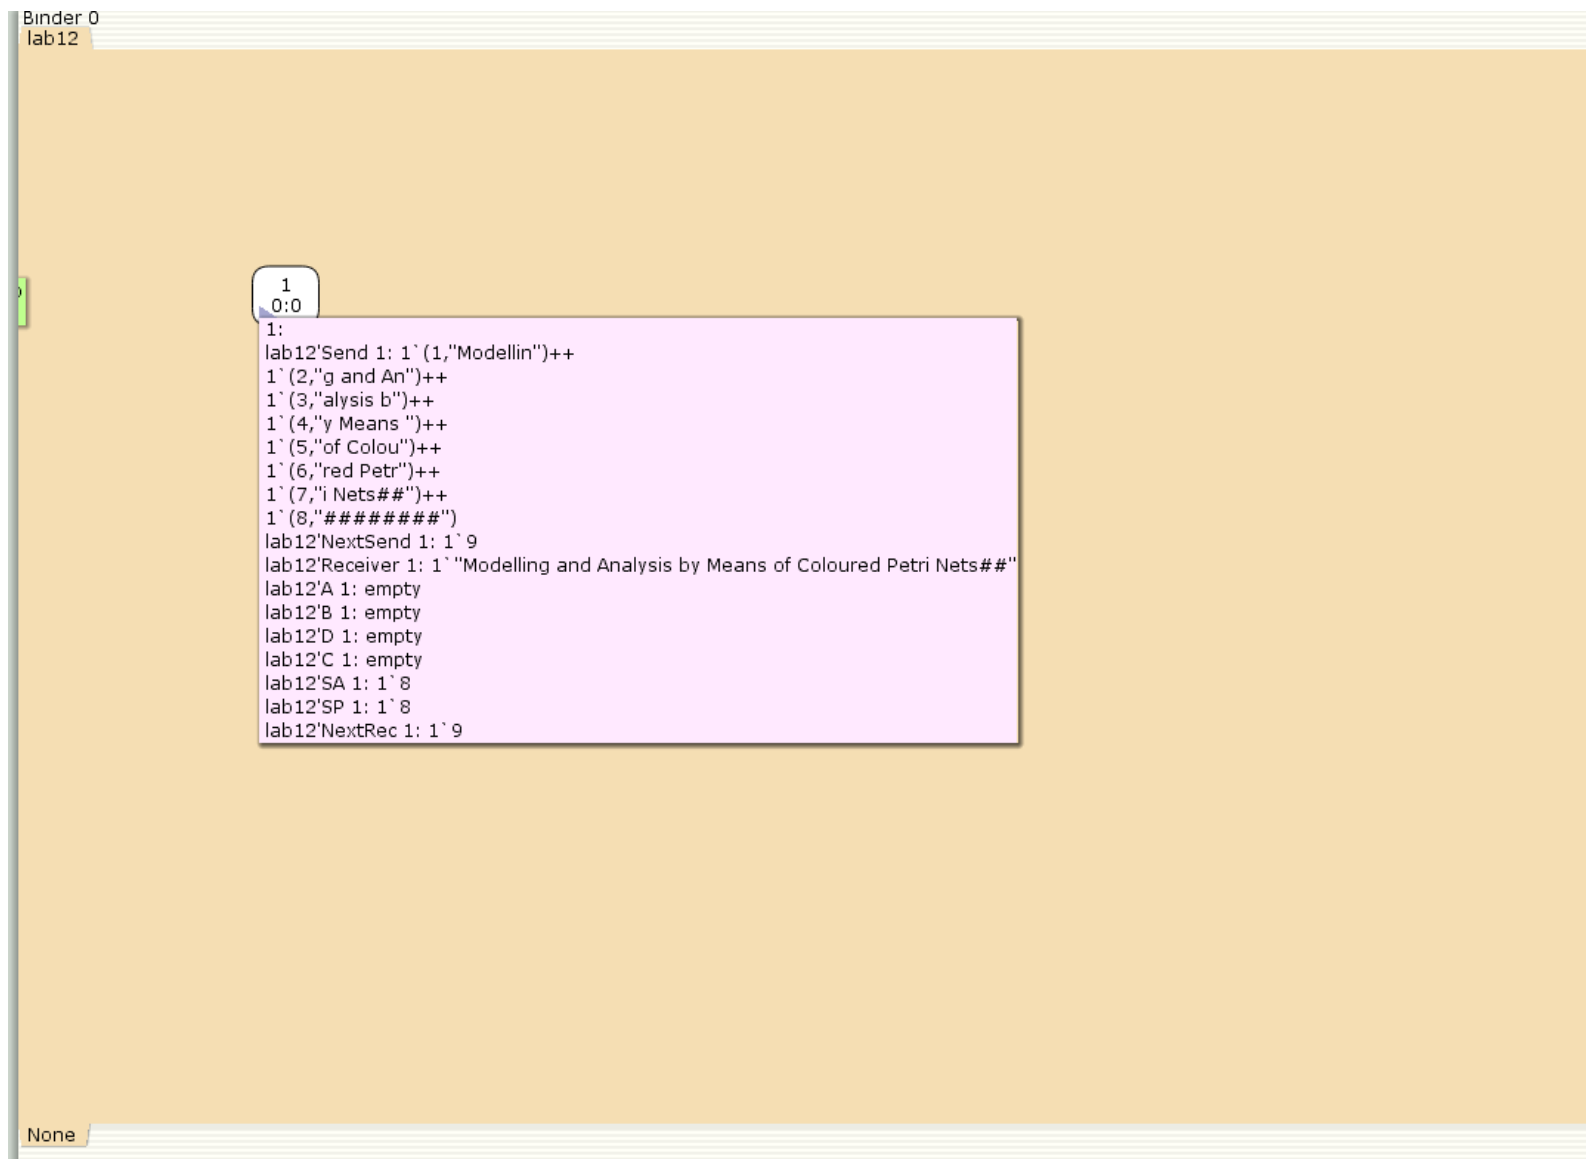 Binder 0
lab12
1
0:0
1:
lab12'Send 1: 1`(1,"Modellin")++
1`(2,"g and An")++
1`(3,"alysis b")++
1`(4,"y Means ")++
1`(5,"of Colou")++
1`(6,"red Petr")++
1`(7,"i Nets##")++
1`(8,"########")
lab12'NextSend 1: 1`9
lab12'Receiver 1: 1`"Modelling and Analysis by Means of Coloured Petri Nets##"
lab12'A 1: empty
lab12'B 1: empty
lab12'D 1: empty
lab12'C 1: empty
lab12'SA 1: 1`8
lab12'SP 1: 1`8
lab12'NextRec 1: 1`9
None